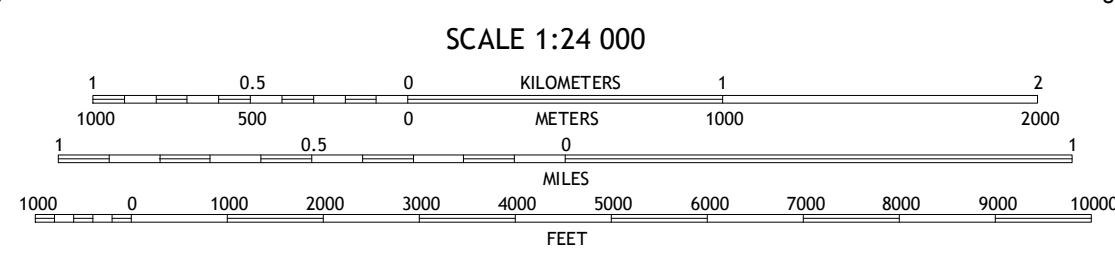 SCALE 1:24 000
1 0.5 0 KILOMETERS 1 2
1000 500 0 METERS 1000 2000
1 0.5 0 1
MILES
1000 0 1000 2000 3000 4000 5000 6000 7000 8000 9000 10000
FEET